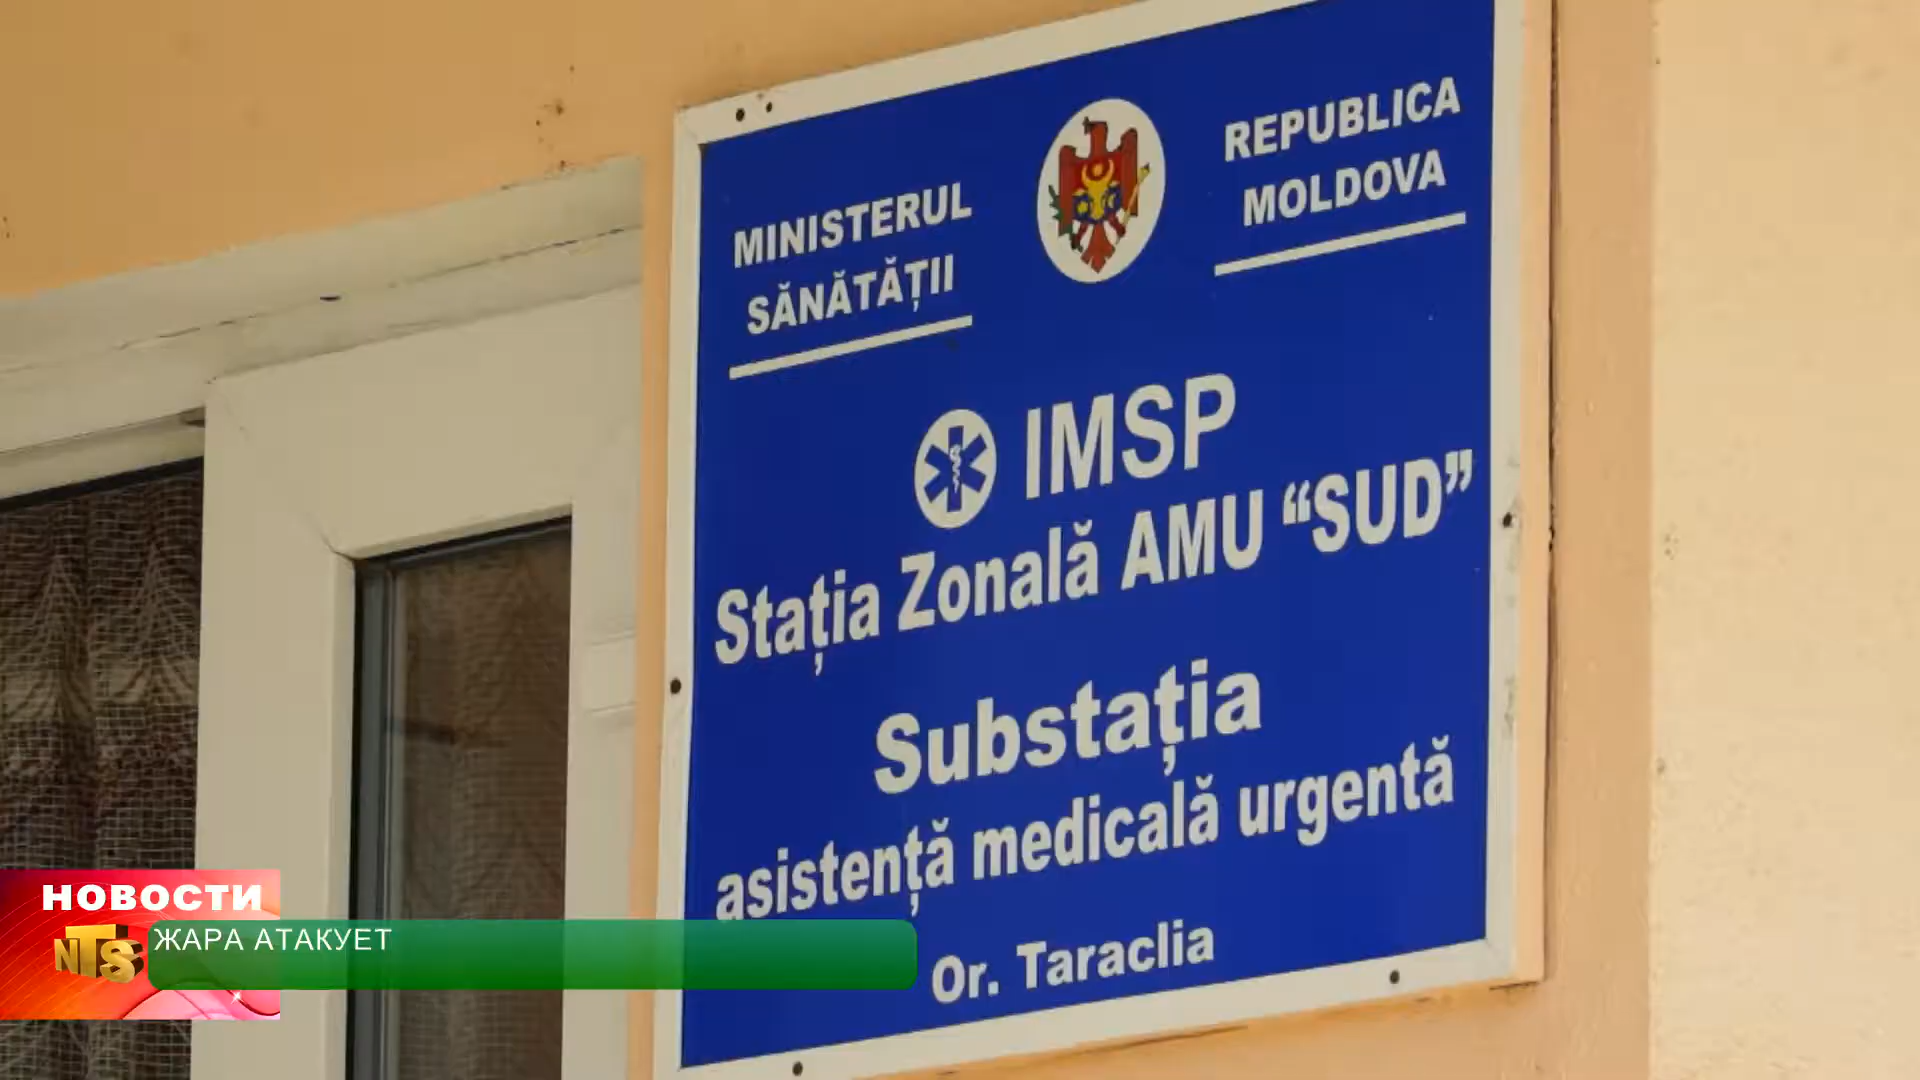 MINISTERUL
SĂNĂTĂȚII
REPUBLICA
MOLDOVA
IMSP
Stația Zonală AMU “SUD”
Substația
asistență medicală urgentă
Or. Taraclia
НОВОСТИ
NTS
ЖАРА АТАКУЕТ